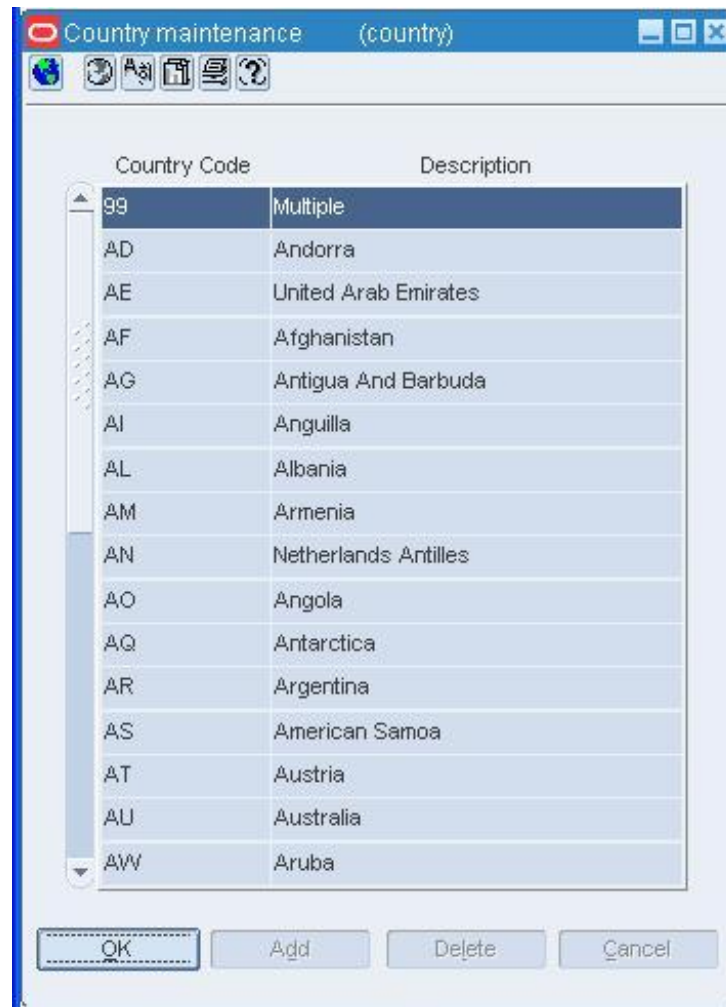 Country maintenance (country)
Country Code Description
99 Multiple
AD Andorra
AE United Arab Emirates
AF Afghanistan
AG Antigua And Barbuda
AI Anguilla
AL Albania
AM Armenia
AN Netherlands Antilles
AO Angola
AQ Antarctica
AR Argentina
AS American Samoa
AT Austria
AU Australia
AW Aruba
OK Add Delete Cancel